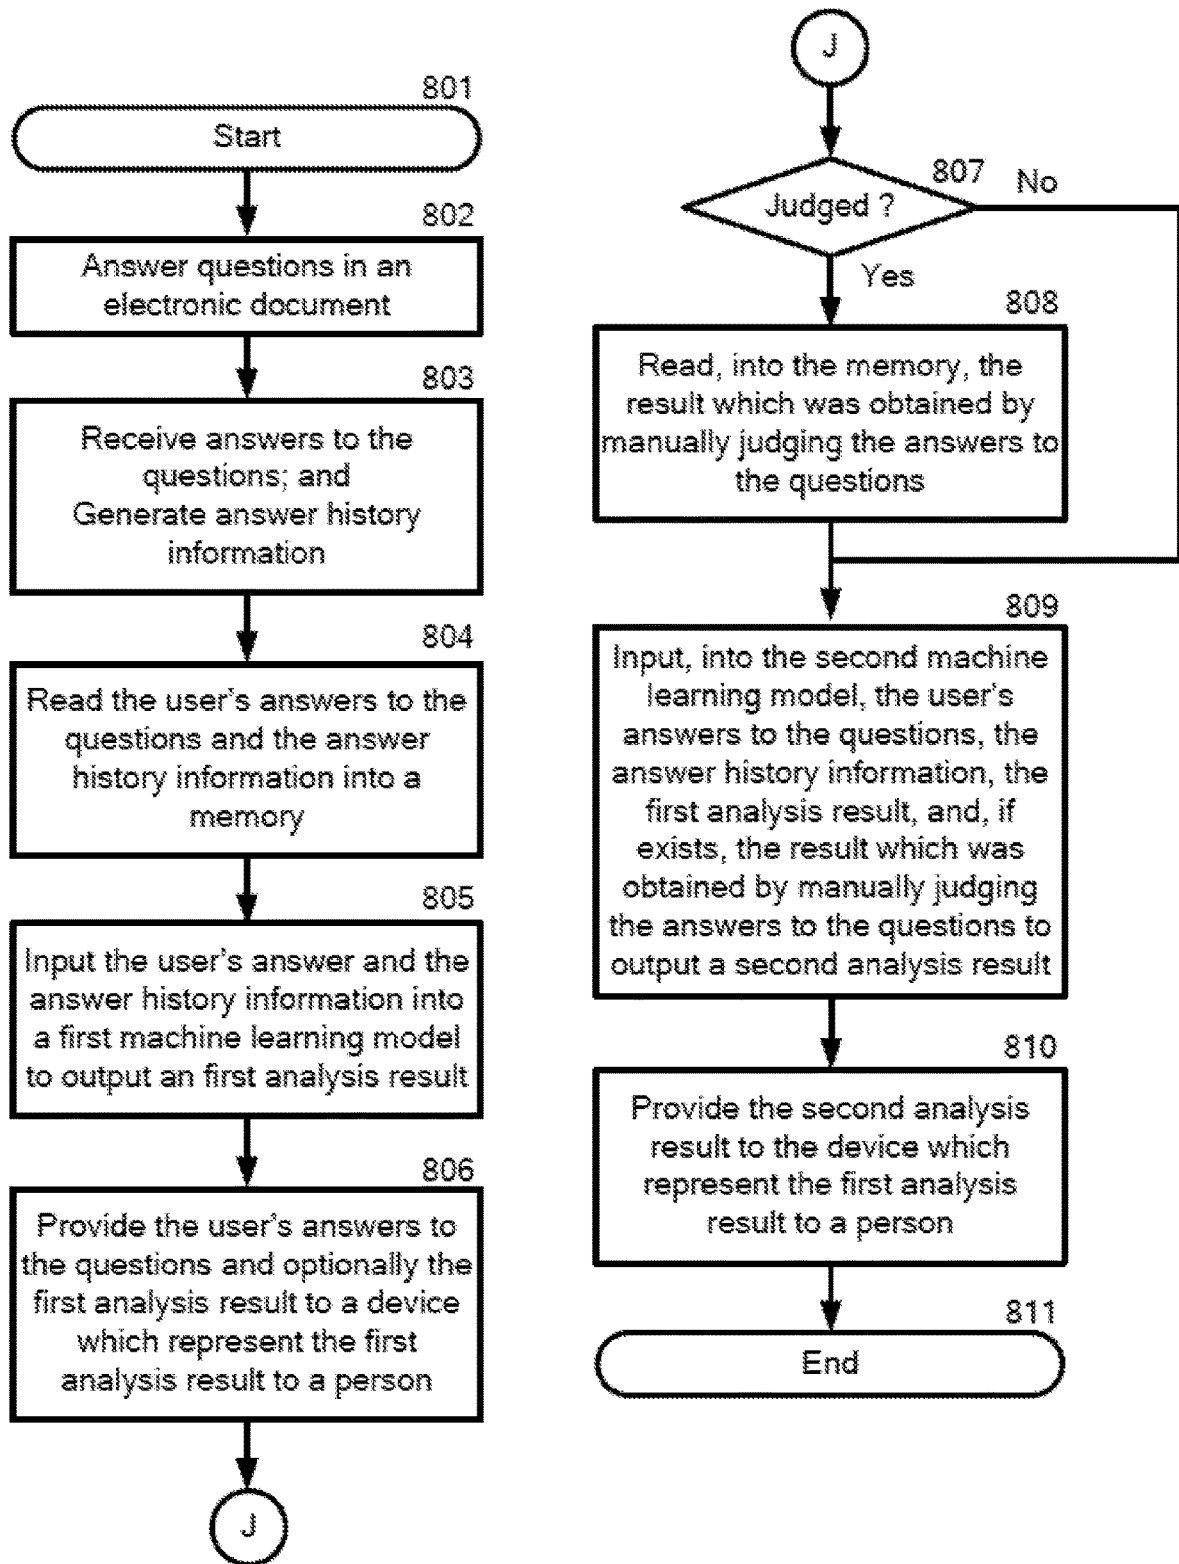 801
Start
802
Answer questions in an
electronic document
803
Receive answers to the
questions; and
Generate answer history
information
804
Read the user's answers to the
questions and the answer
history information into a
memory
805
Input the user's answer and the
answer history information into
a first machine learning model
to output an first analysis result
806
Provide the user's answers to
the questions and optionally the
first analysis result to a device
which represent the first
analysis result to a person
J
J
807
Judged ?
No
Yes
808
Read, into the memory, the
result which was obtained by
manually judging the answers to
the questions
809
Input, into the second machine
learning model, the user's
answers to the questions, the
answer history information, the
first analysis result, and, if
exists, the result which was
obtained by manually judging
the answers to the questions to
output a second analysis result
810
Provide the second analysis
result to the device which
represent the first analysis
result to a person
811
End